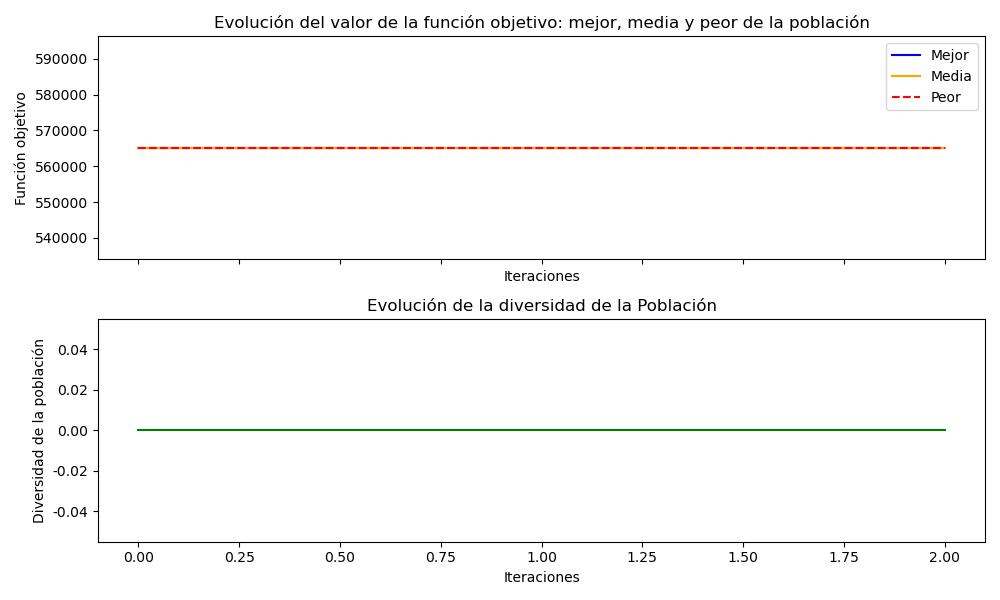 Evolución del valor de la función objetivo: mejor, media y peor de la población
Función objetivo
590000
580000
570000
560000
550000
540000
Mejor
Media
Peor
Iteraciones
Evolución de la diversidad de la Población
Diversidad de la población
0.04
0.02
0.00
-0.02
-0.04
0.00 0.25 0.50 0.75 1.00 1.25 1.50 1.75 2.00
Iteraciones